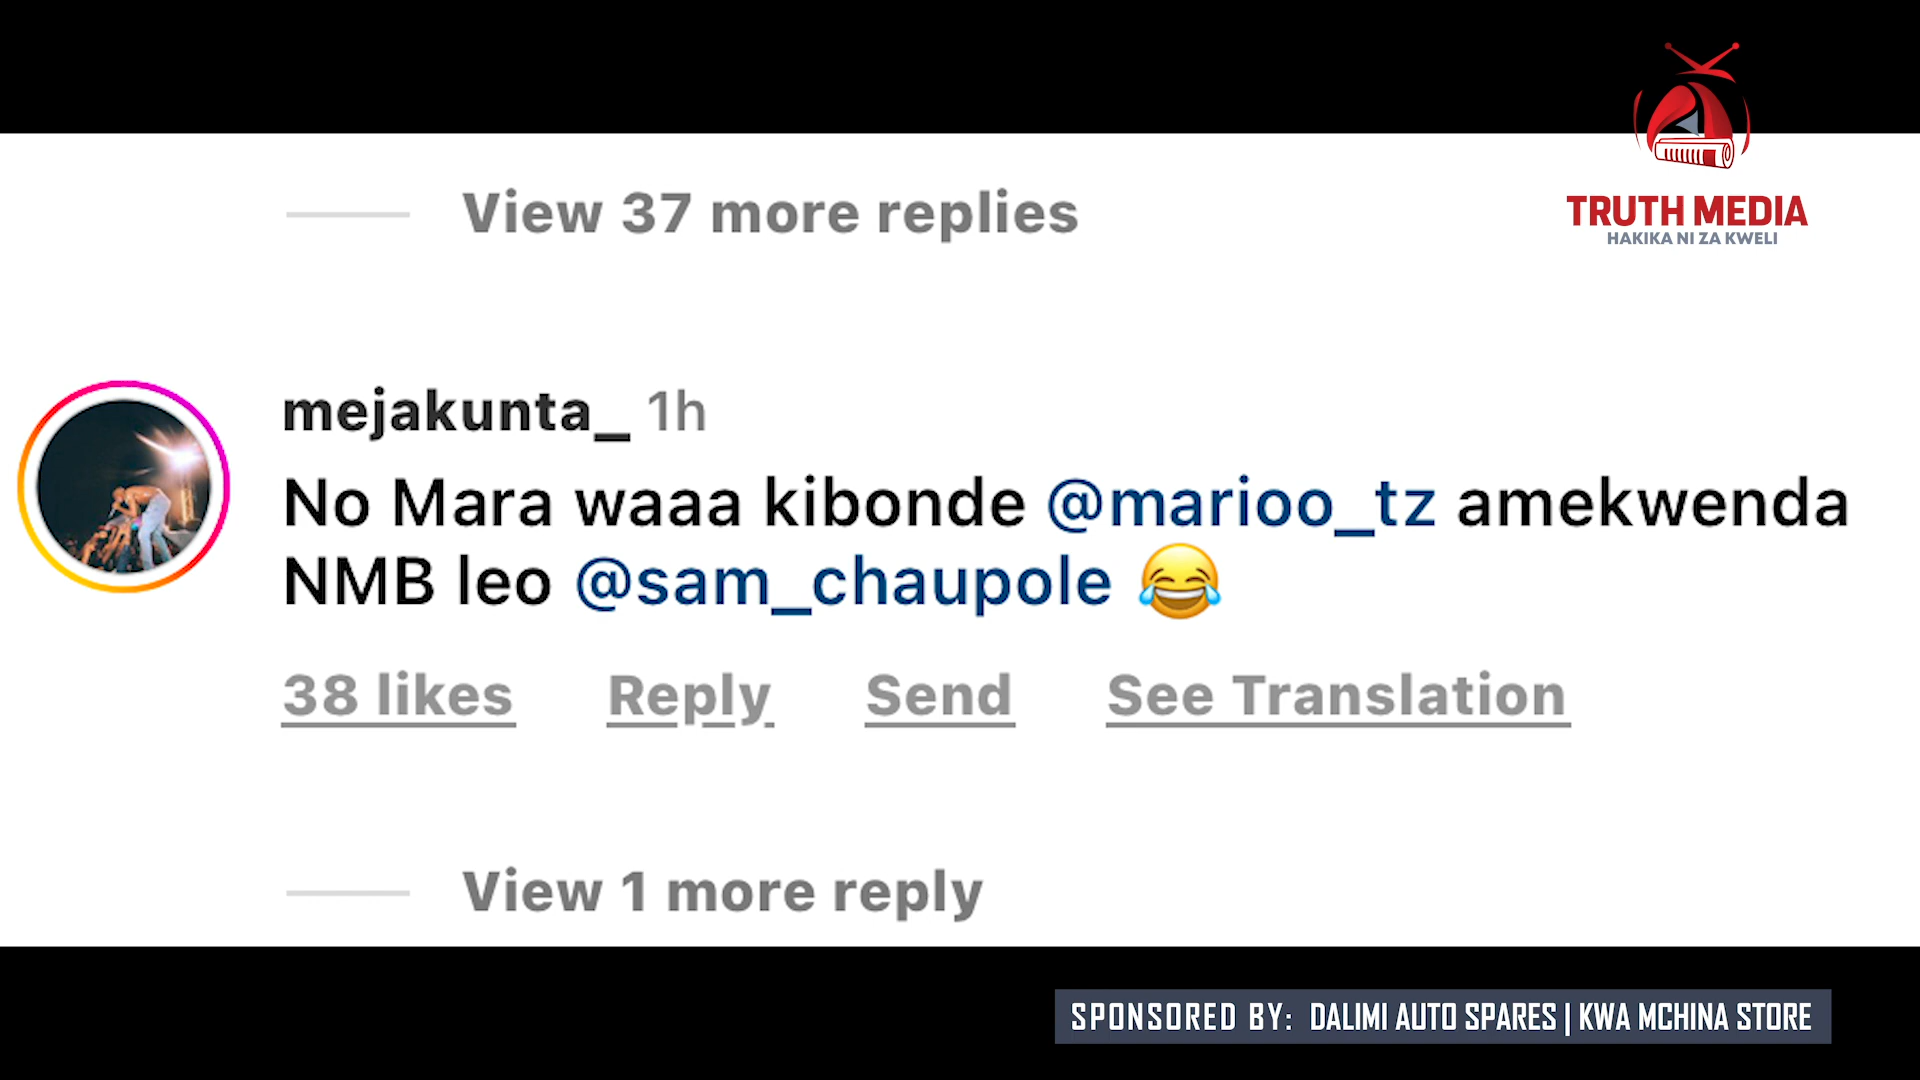 TRUTH MEDIA
HAKIKA NI ZA KWELI
View 37 more replies
mejakunta_ 1h
No Mara waaa kibonde @marioo_tz amekwenda
NMB leo @sam_chaupole 😂
38 likes Reply Send See Translation
View 1 more reply
SPONSORED BY: DALIMI AUTO SPARES | KWA MCHINA STORE